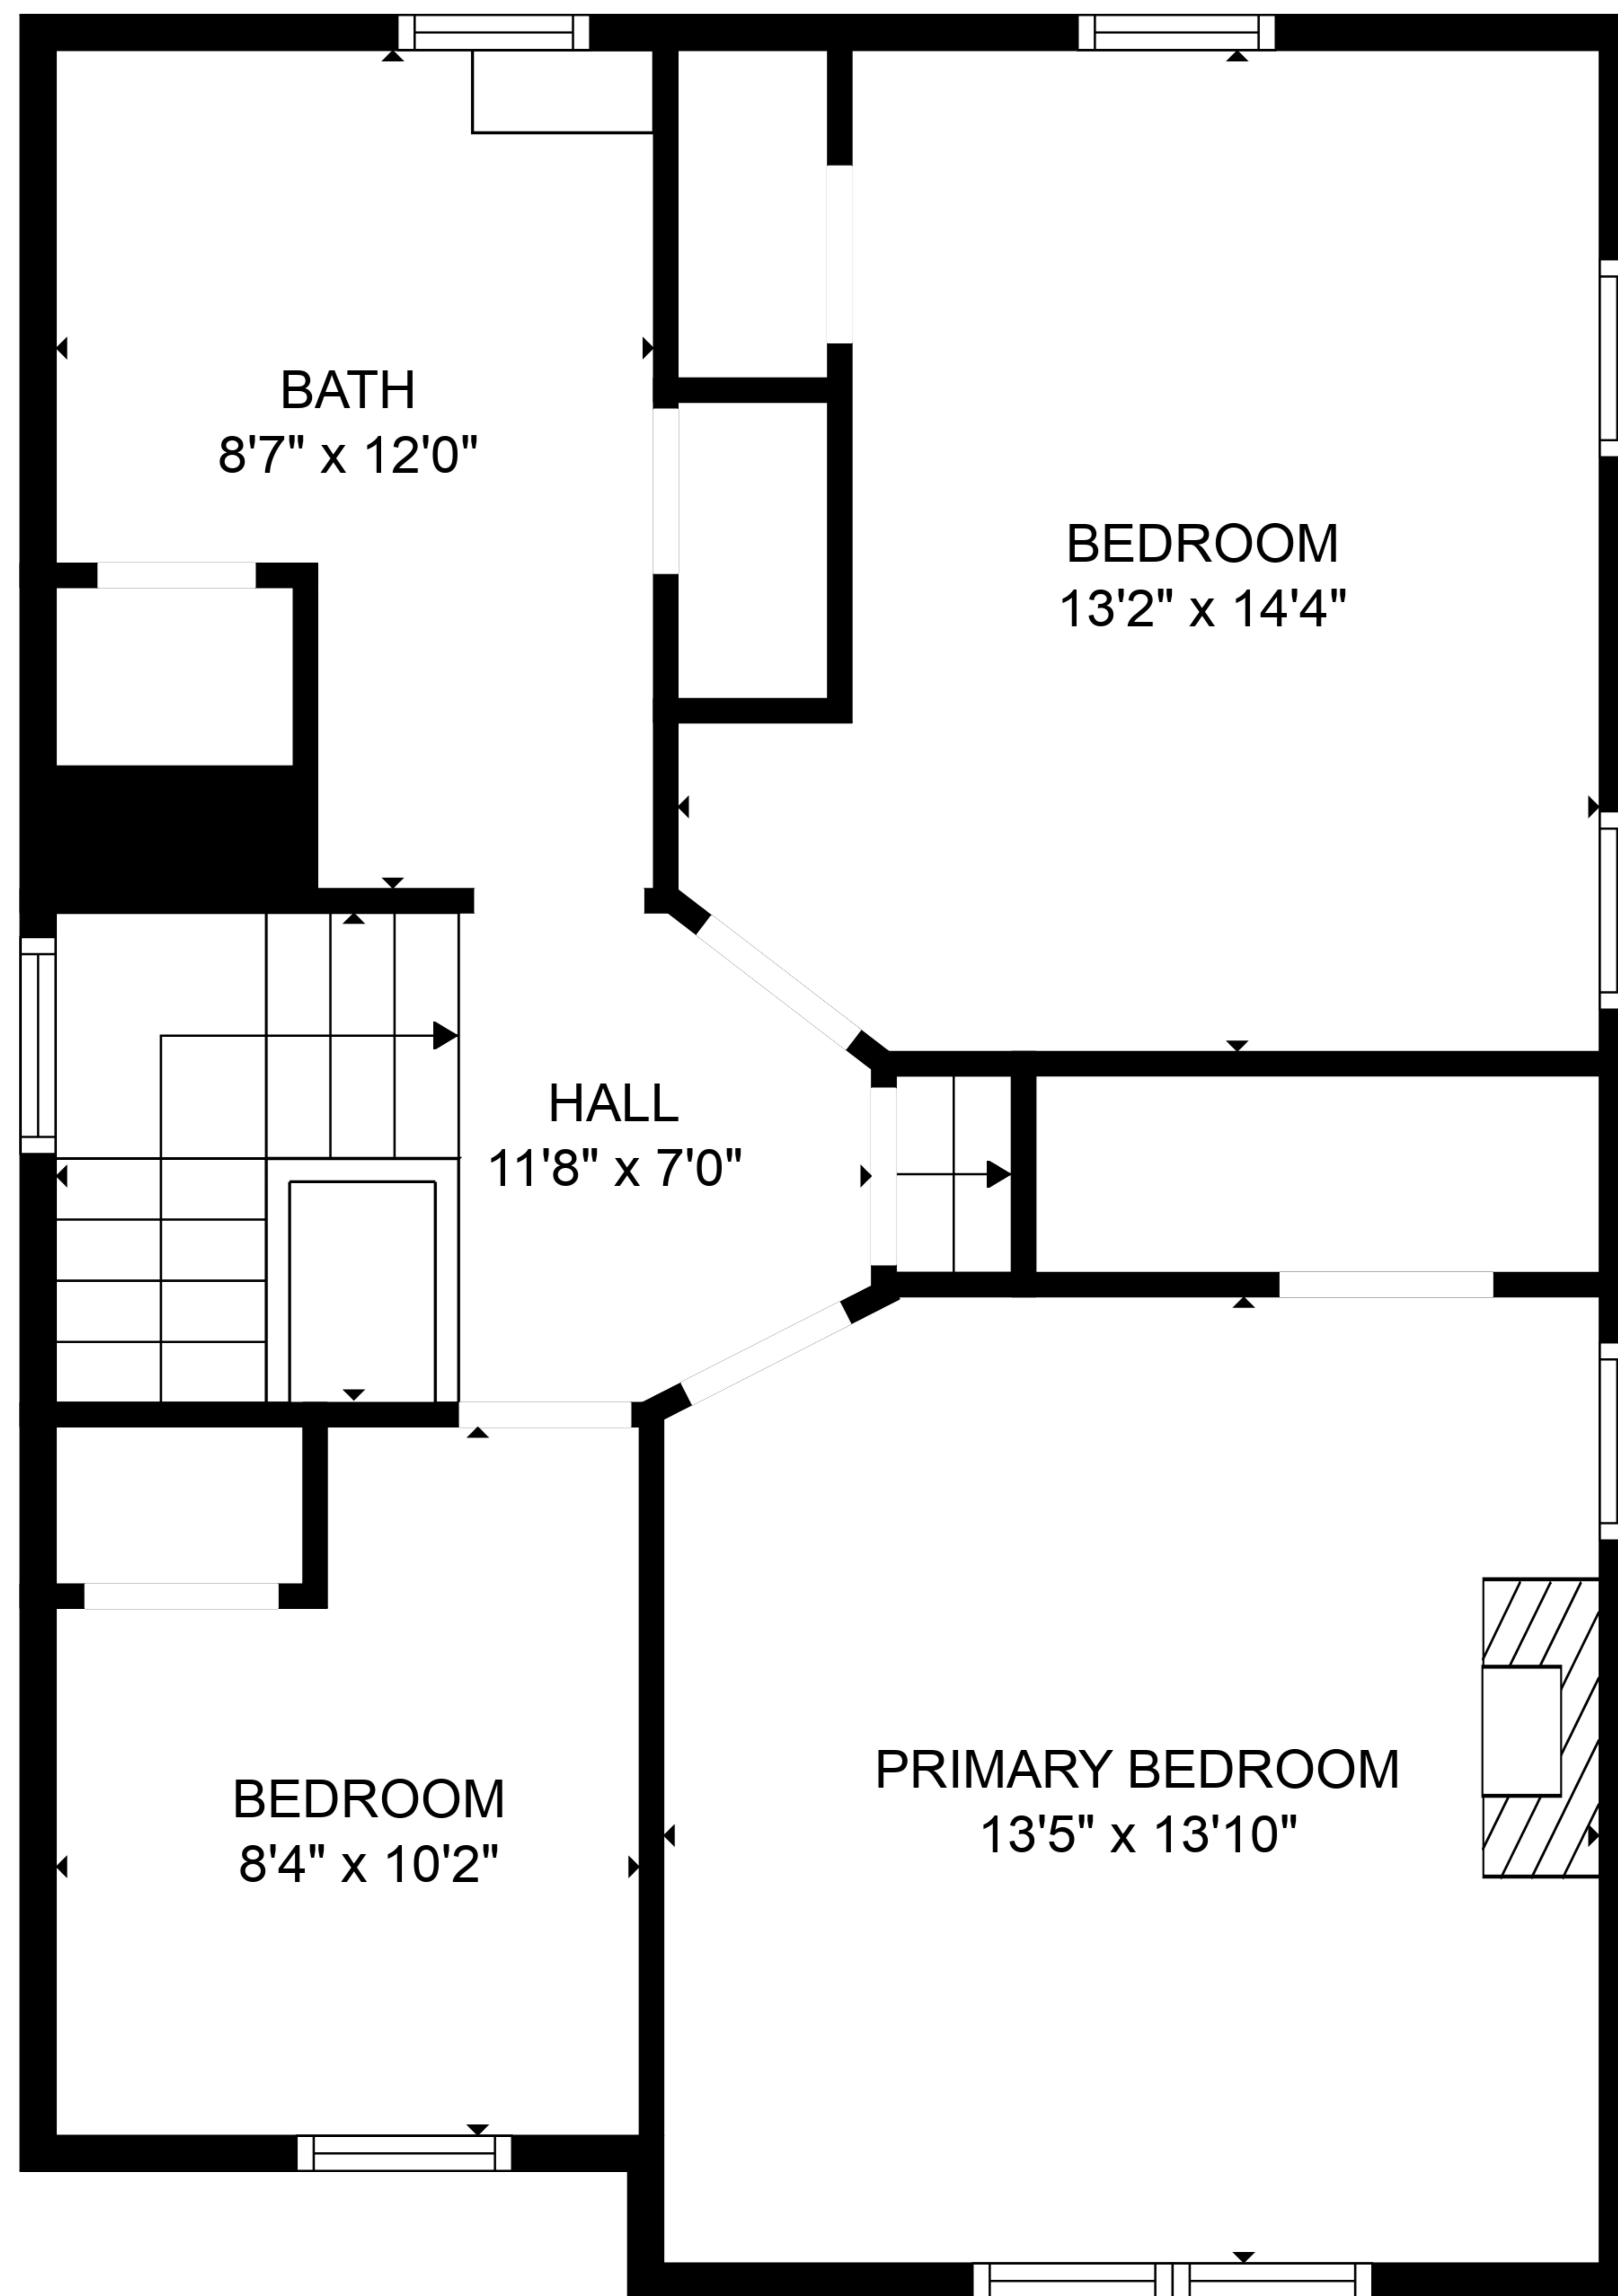 BATH
8'7" x 12'0"
BEDROOM
13'2" x 14'4"
HALL
11'8" x 7'0"
BEDROOM
8'4" x 10'2"
PRIMARY BEDROOM
13'5" x 13'10"